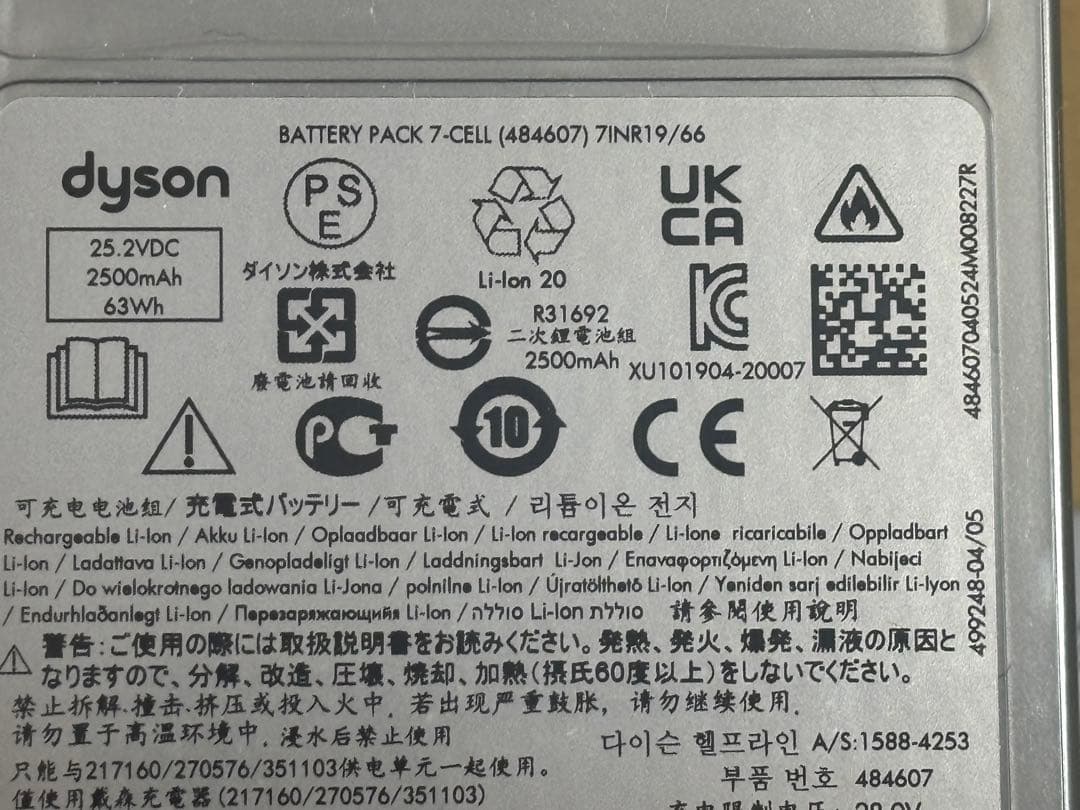 BATTERY PACK 7-CELL (484607) 7INR19/66
dyson
PS
E
UK
CA
25.2VDC
2500mAh
63Wh
ダイソン株式会社
Li-Ion 20
R31692
二次鋰電池組
2500mAh
XU101904-20007
484607040524M008227R
廢電池請回收
10
CE
可充电电池组/ 充電式バッテリー /可充電式 / 리튬이온 전지
Rechargeable Li-Ion / Akku Li-Ion / Oplaadbaar Li-Ion / Li-Ion recargeable / Li-Ione ricaricabile / Oppladbart
Li-Ion / Ladattava Li-Ion / Genopladeligt Li-Ion / Laddningsbart Li-Jon / Επαναφορτιζόμενη Li-Ion / Nabijeci
Li-Ion / Do wielokrotnego ladowania Li-Jona / polnilne Li-Ion / Újratölthető Li-Ion / Yeniden sarj edilebilir Li-Iyon
/ Endurhlaðanlegt Li-Ion / Перезаряжающийя Li-Ion / סוללה Li-Ion סוללת 請參閱使用說明
499248-04/05
警告:ご使用の際には取扱説明書をお読みください。発熱、発火、爆発、漏液の原因と
なりますので、分解、改造、圧壊、焼却、加熱(摂氏60度以上)をしないでください。
禁止拆解.撞击.挤压或投入火中. 若出现严重鼓胀, 请勿继续使用.
请勿置于高温环境中. 浸水后禁止使用
다이슨 헬프라인 A/S:1588-4253
只能与217160/270576/351103供电单元一起使用。
부품 번호 484607
僅使用戴森充電器(217160/270576/351103)